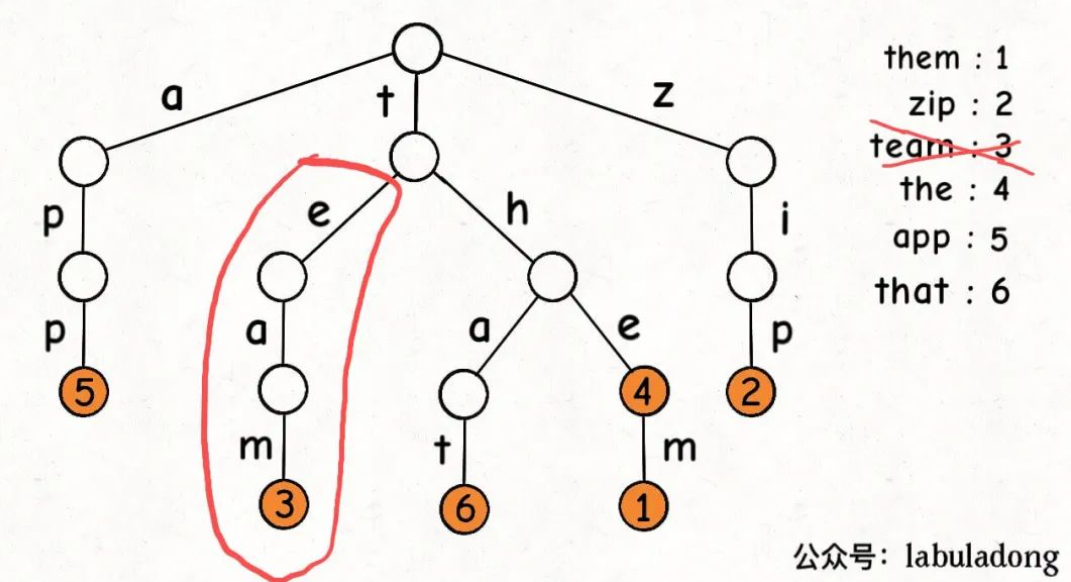 a
t
z
p
e
h
i
p
a
a
e
p
5
4
2
m
t
m
3
6
1
them : 1
zip : 2
team : 3
the : 4
app : 5
that : 6
公众号：labuladong